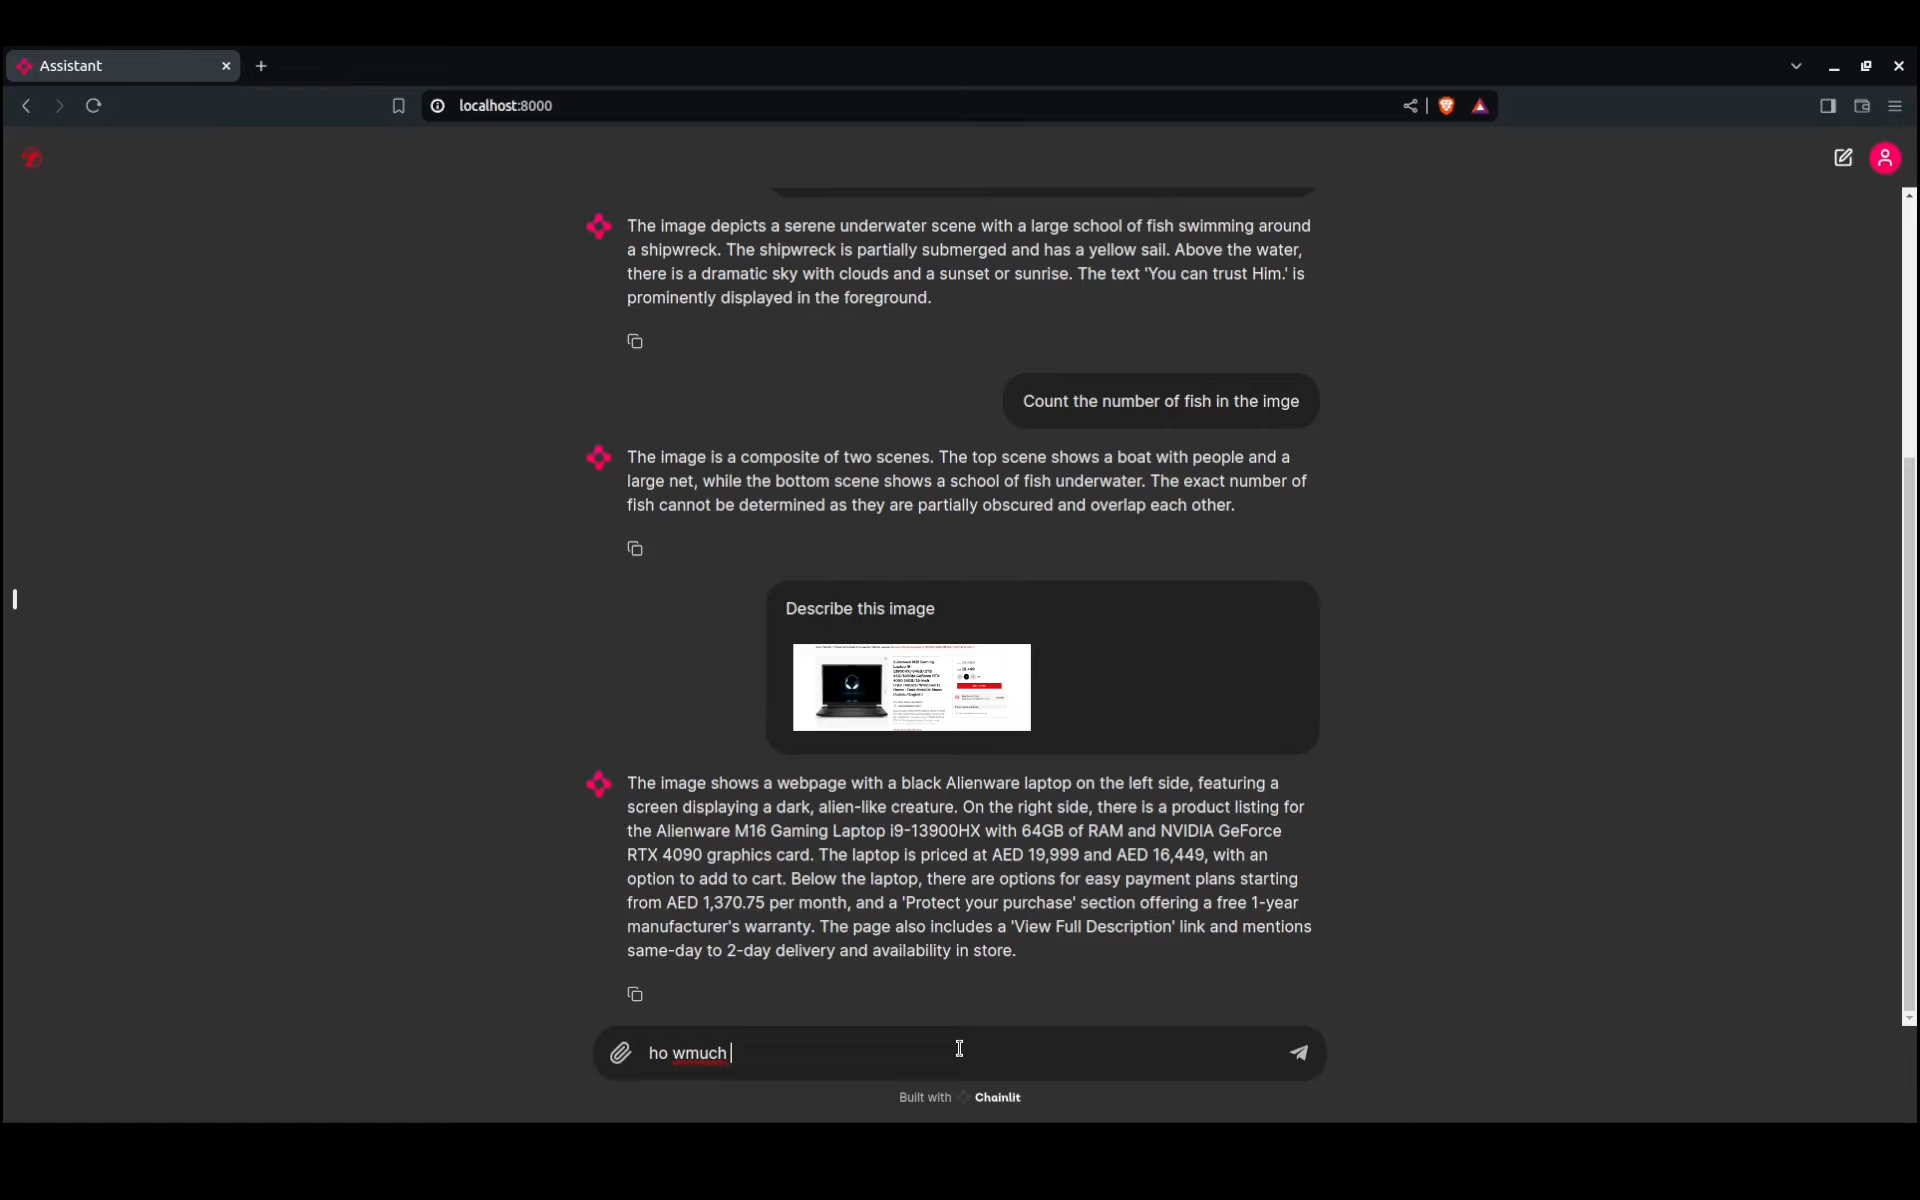 Assistant
localhost:8000
The image depicts a serene underwater scene with a large school of fish swimming around
a shipwreck. The shipwreck is partially submerged and has a yellow sail. Above the water,
there is a dramatic sky with clouds and a sunset or sunrise. The text 'You can trust Him.' is
prominently displayed in the foreground.
Count the number of fish in the imge
The image is a composite of two scenes. The top scene shows a boat with people and a
large net, while the bottom scene shows a school of fish underwater. The exact number of
fish cannot be determined as they are partially obscured and overlap each other.
Describe this image
Alienware M16 Gaming
The image shows a webpage with a black Alienware laptop on the left side, featuring a
screen displaying a dark, alien-like creature. On the right side, there is a product listing for
the Alienware M16 Gaming Laptop i9-13900HX with 64GB of RAM and NVIDIA GeForce
RTX 4090 graphics card. The laptop is priced at AED 19,999 and AED 16,449, with an
option to add to cart. Below the laptop, there are options for easy payment plans starting
from AED 1,370.75 per month, and a 'Protect your purchase' section offering a free 1-year
manufacturer's warranty. The page also includes a 'View Full Description' link and mentions
same-day to 2-day delivery and availability in store.
ho wmuch
Built with Chainlit